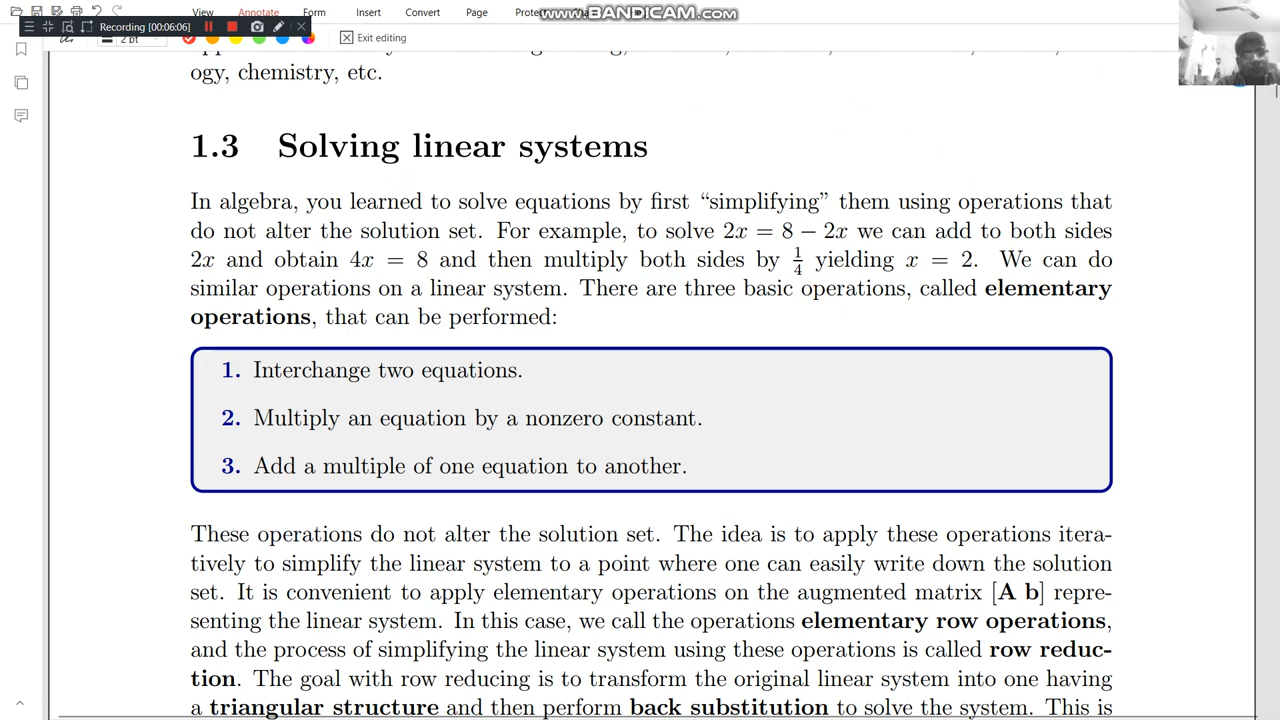 View Annotate Form Insert Convert Page
www.BANDICAM.com
Recording [00:06:06]
2 pt
Exit editing
ogy, chemistry, etc.
1.3 Solving linear systems
In algebra, you learned to solve equations by first “simplifying” them using operations that
do not alter the solution set. For example, to solve 2x = 8 − 2x we can add to both sides
2x and obtain 4x = 8 and then multiply both sides by 1/4 yielding x = 2. We can do
similar operations on a linear system. There are three basic operations, called elementary
operations, that can be performed:
1. Interchange two equations.
2. Multiply an equation by a nonzero constant.
3. Add a multiple of one equation to another.
These operations do not alter the solution set. The idea is to apply these operations itera-
tively to simplify the linear system to a point where one can easily write down the solution
set. It is convenient to apply elementary operations on the augmented matrix [A b] repre-
senting the linear system. In this case, we call the operations elementary row operations,
and the process of simplifying the linear system using these operations is called row reduc-
tion. The goal with row reducing is to transform the original linear system into one having
a triangular structure and then perform back substitution to solve the system. This is